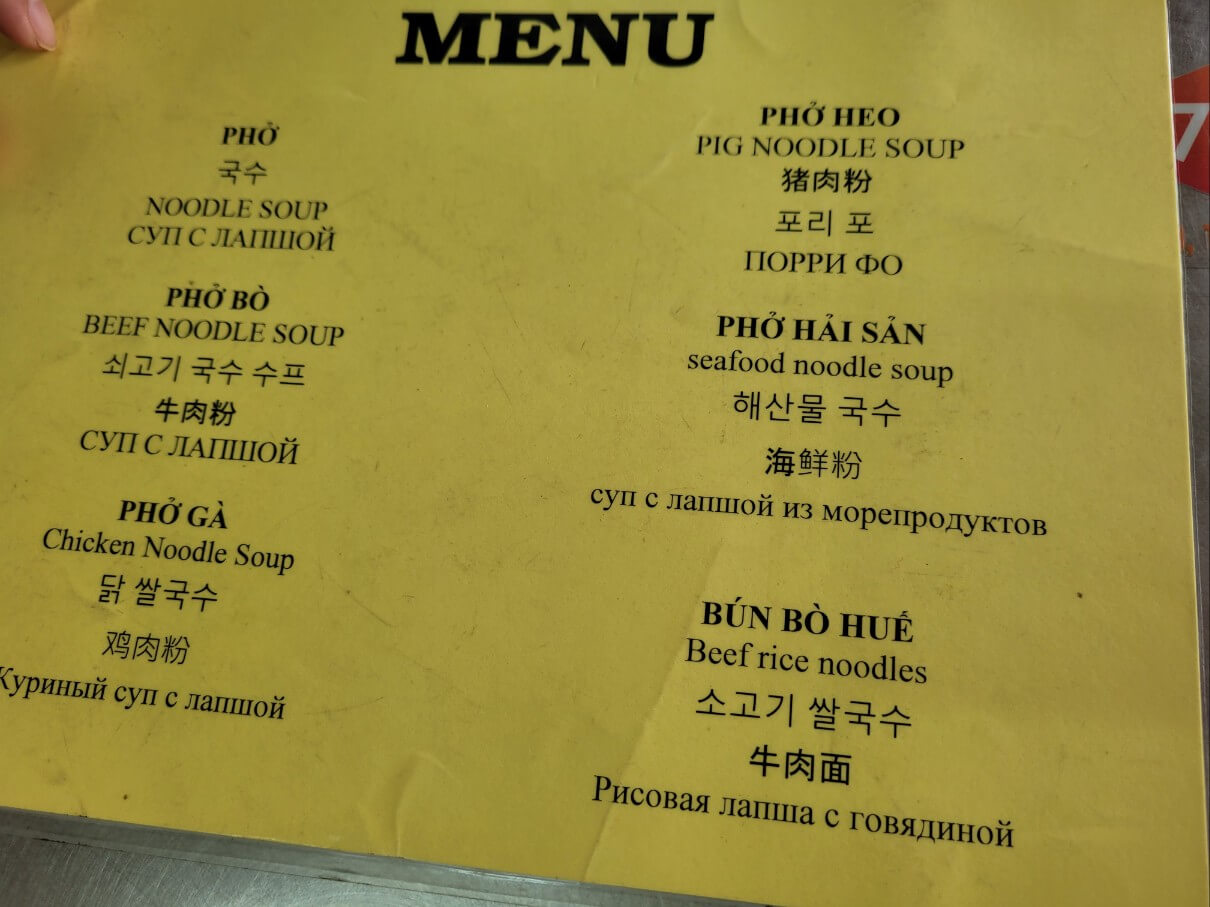 MENU
PHỞ
국수
NOODLE SOUP
СУП С ЛАПШОЙ
PHỞ BÒ
BEEF NOODLE SOUP
쇠고기 국수 수프
牛肉粉
СУП С ЛАПШОЙ
PHỞ GÀ
Chicken Noodle Soup
닭 쌀국수
鸡肉粉
Куриный суп с лапшой
PHỞ HEO
PIG NOODLE SOUP
猪肉粉
포리 포
ПОРРИ ФО
PHỞ HẢI SẢN
seafood noodle soup
해산물 국수
海鲜粉
суп с лапшой из морепродуктов
BÚN BÒ HUẾ
Beef rice noodles
소고기 쌀국수
牛肉面
Рисовая лапша с говядиной
7